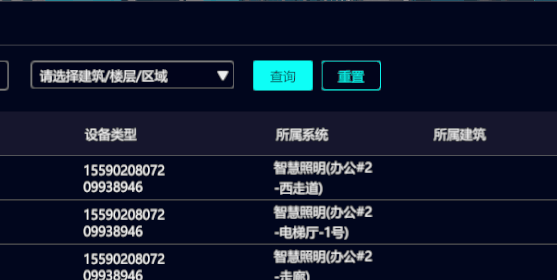 请选择建筑/楼层/区域 ▼ 查询 重置
设备类型 所属系统 所属建筑
15590208072 智慧照明(办公#2
09938946 -西走道)
15590208072 智慧照明(办公#2
09938946 -电梯厅-1号)
15590208072 智慧照明(办公#2
09938946 -走廊)